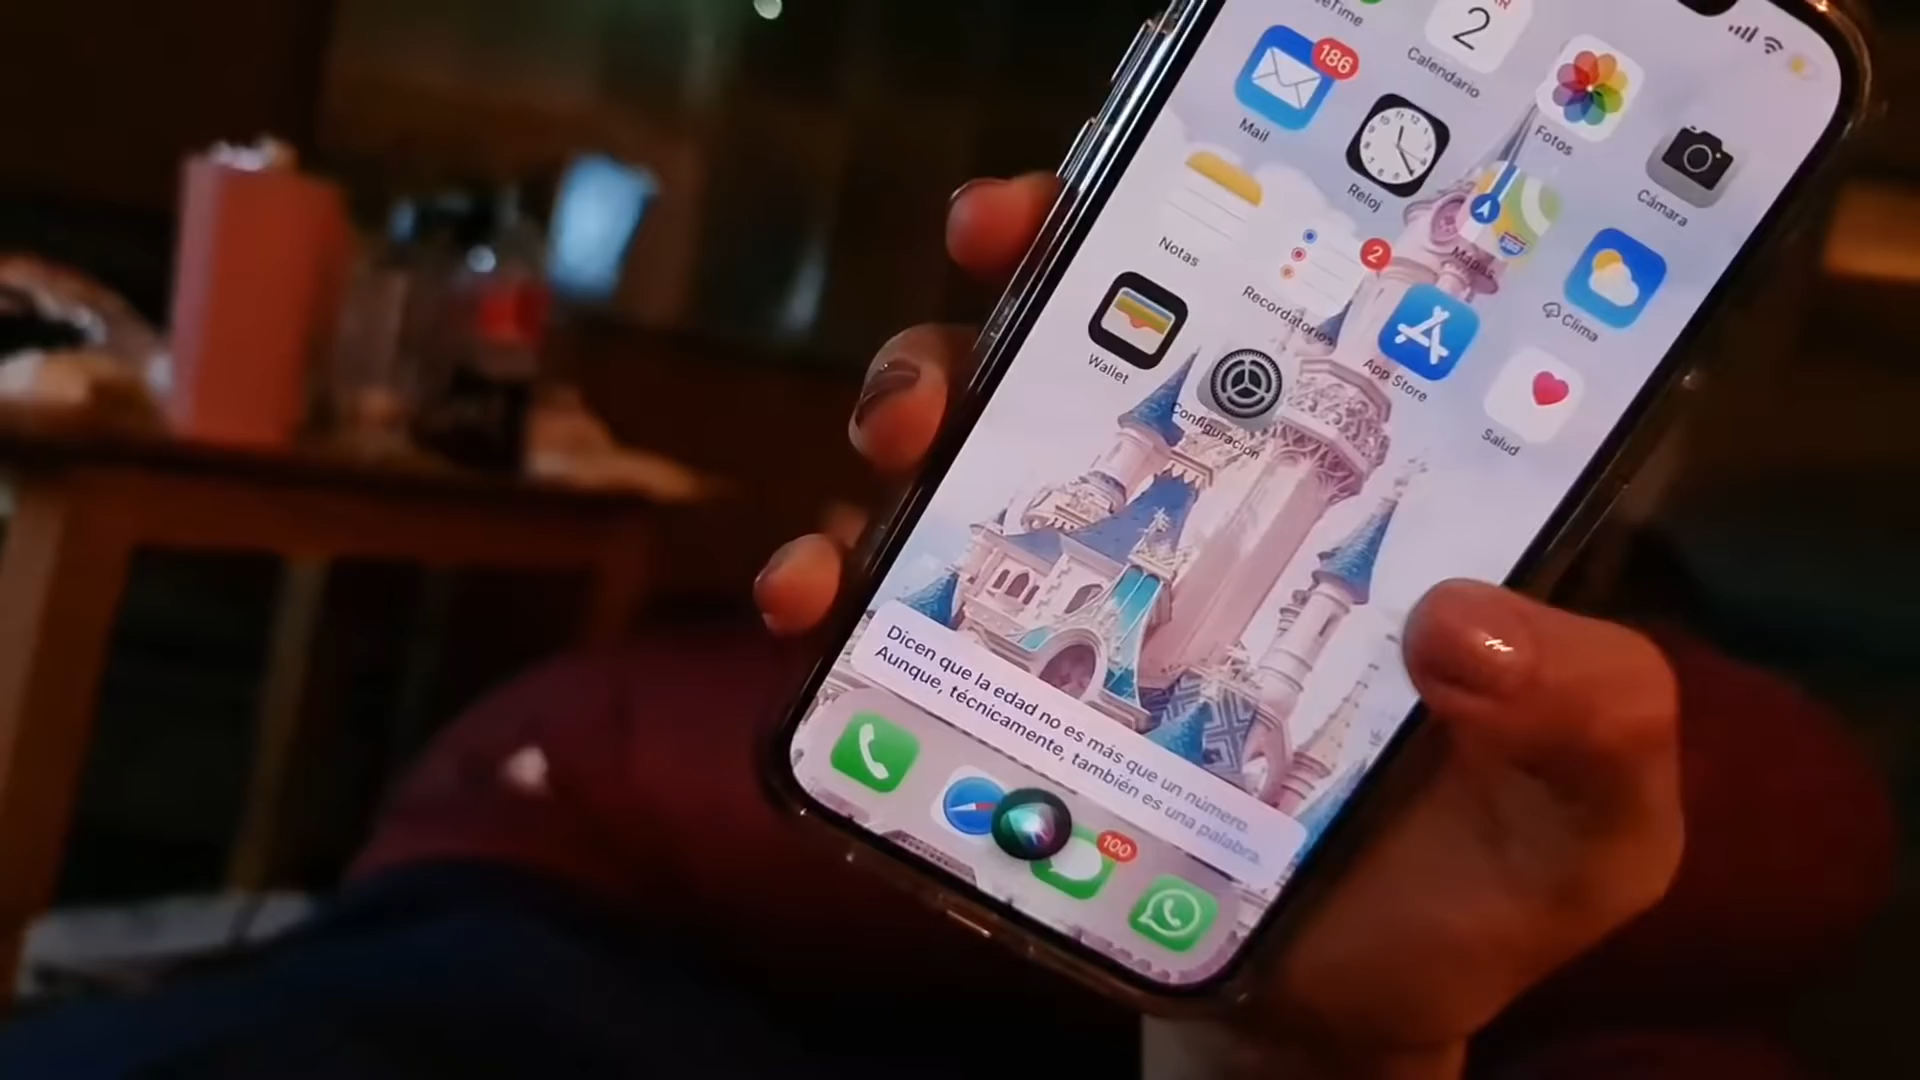 2
Calendario
186
Mail
Reloj
Fotos
Cámara
Notas
2
Recordatorios
Mapas
Clima
Wallet
Configuración
App Store
Salud
Dicen que la edad no es más que un número.
Aunque, técnicamente, también es una palabra.
100